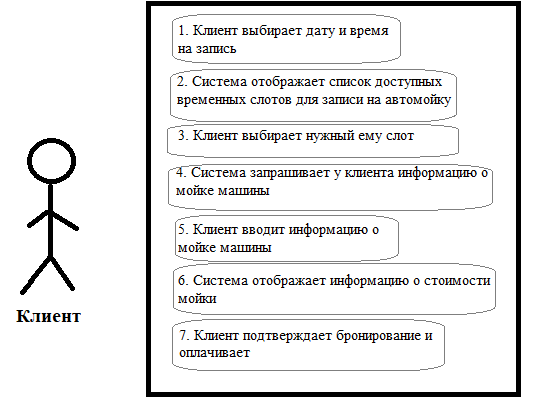 1. Клиент выбирает дату и время
на запись
2. Система отображает список доступных
временных слотов для записи на автомойку
3. Клиент выбирает нужный ему слот
4. Система запрашивает у клиента информацию о
мойке машины
5. Клиент вводит информацию о
мойке машины
6. Система отображает информацию о стоимости
мойки
7. Клиент подтверждает бронирование и
оплачивает
Клиент